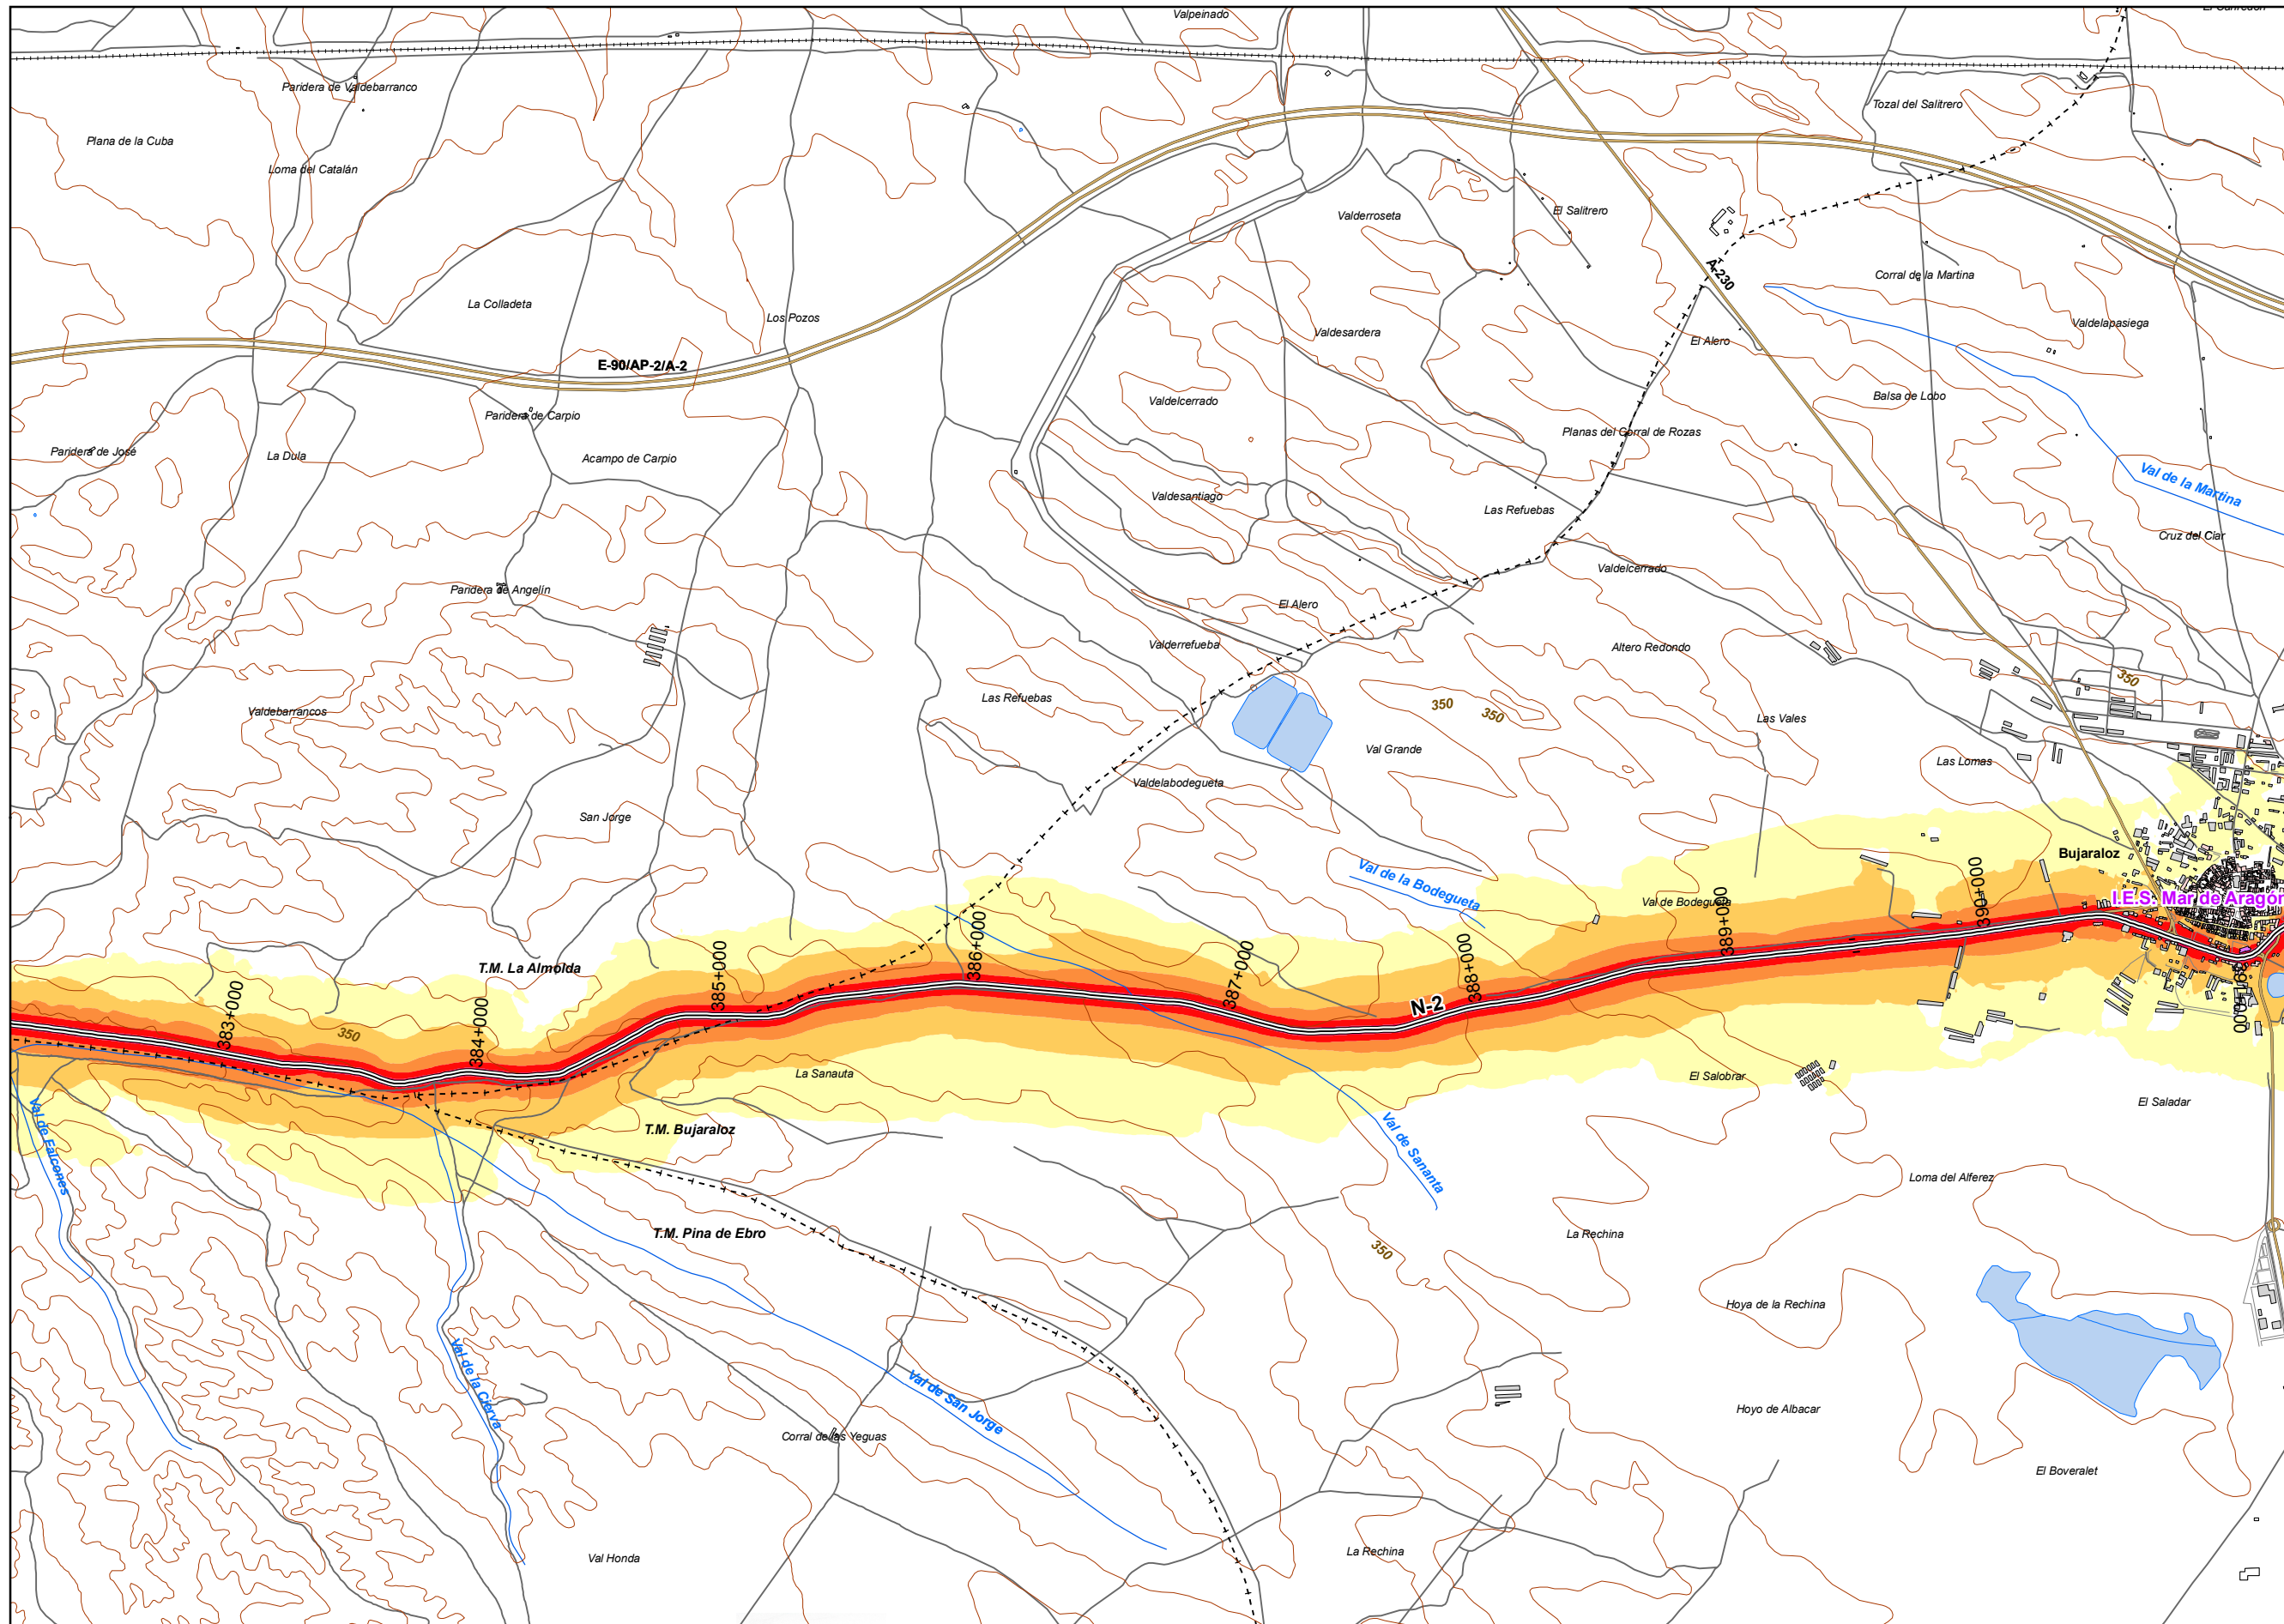 Valpeinado
Paridera de Valdebarranco
Tozal del Salitrero
Plana de la Cuba
Loma del Catalán
El Salitrero
Valderroseta
A-230
Corral de la Martina
La Colladeta
Los Pozos
Valdesardera
Valdelapasiega
El Alero
E-90/AP-2/A-2
Balsa de Lobo
Valdelcerrado
Paridera de Carpio
Planas del Corral de Rozas
Paridera de José
La Dula
Acampo de Carpio
Val de la Martina
Valdesantiago
Las Refuebas
Cruz del Ciar
Valdelcerrado
Paridera de Angelín
El Alero
Valderrefueba
Altero Redondo
350
Las Refuebas
350
350
Valdebarrancos
Las Vales
Val Grande
Las Lomas
Valdelabodegueta
San Jorge
Bujaraloz
Val de la Bodegueta
I.E.S. Mar de Aragón
Val de Bodegueta
T.M. La Almolda
383+000
384+000
385+000
386+000
387+000
388+000
389+000
390+000
391+000
N-2
350
La Sanauta
El Salobrar
El Saladar
T.M. Bujaraloz
Val de Falcones
Val de Sananta
Loma del Alferez
T.M. Pina de Ebro
La Rechina
350
Hoya de la Rechina
Val de la Cierva
Val de San Jorge
Hoyo de Albacar
Corral de las Yeguas
El Boveralet
Val Honda
La Rechina